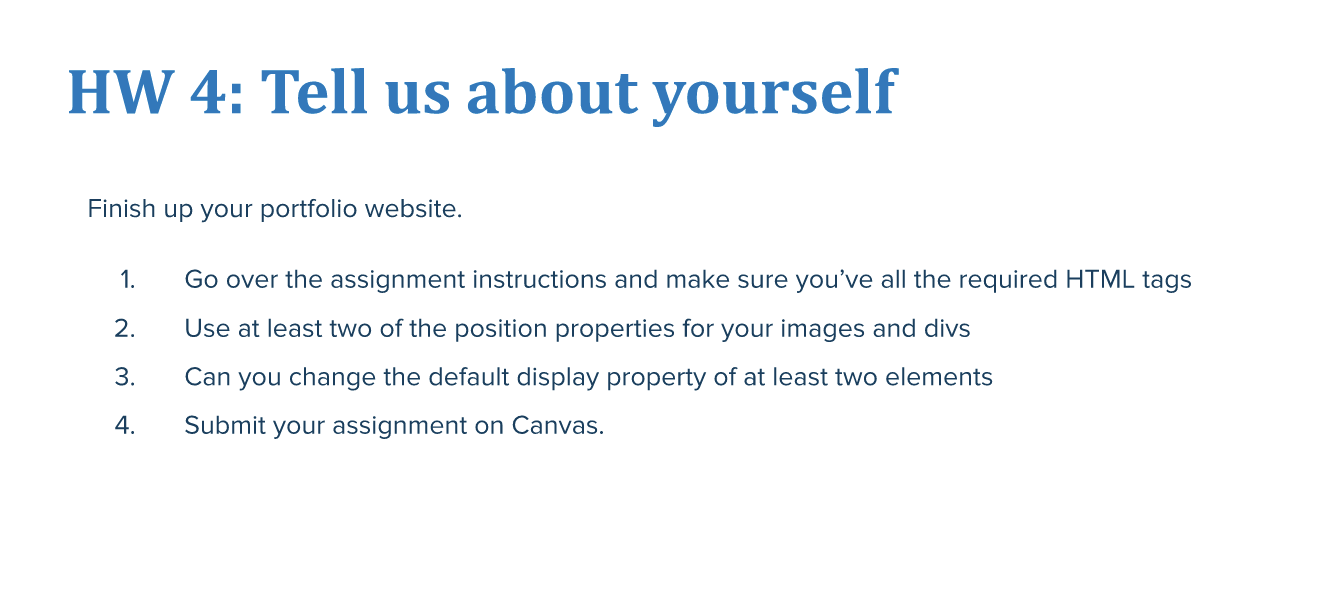 HW 4: Tell us about yourself
Finish up your portfolio website.
1. Go over the assignment instructions and make sure you’ve all the required HTML tags
2. Use at least two of the position properties for your images and divs
3. Can you change the default display property of at least two elements
4. Submit your assignment on Canvas.